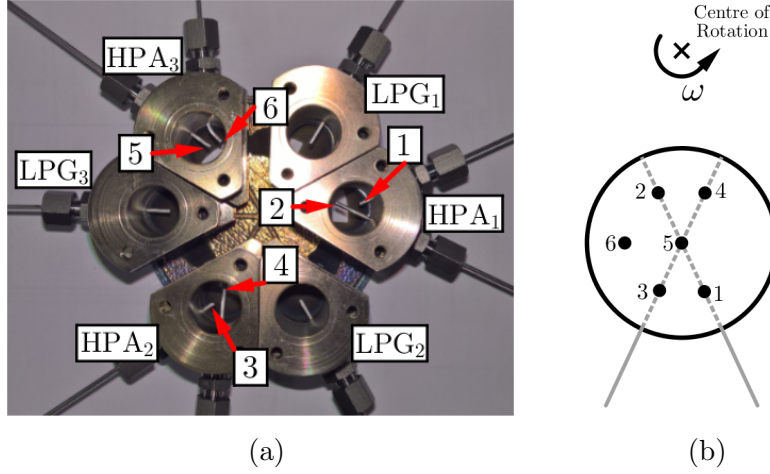 HPA3
LPG1
6
5
1
LPG3
2
HPA1
4
HPA2
3
LPG2
(a)
Centre of
Rotation
ω
2
4
6
5
3
1
(b)